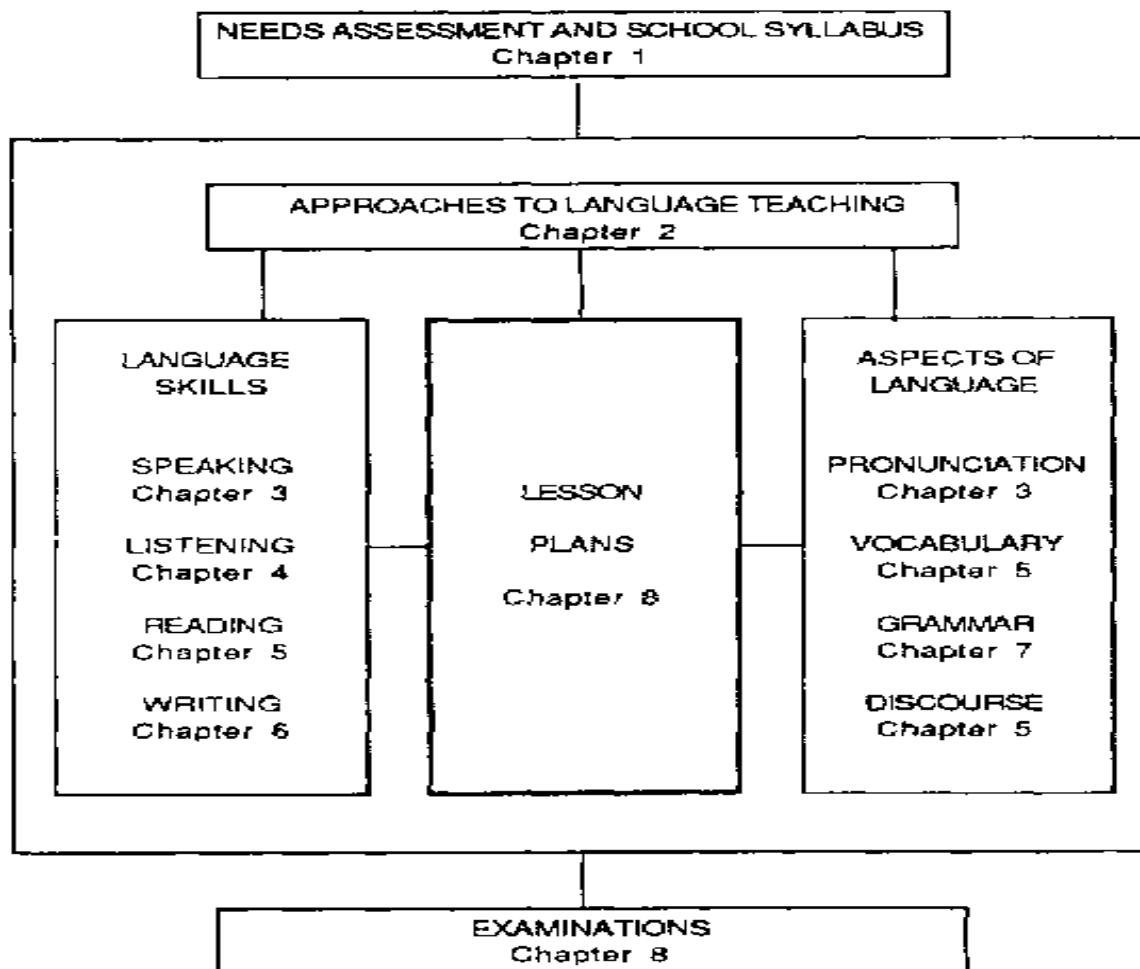 NEEDS ASSESSMENT AND SCHOOL SYLLABUS
Chapter 1
APPROACHES TO LANGUAGE TEACHING
Chapter 2
LANGUAGE
SKILLS
SPEAKING
Chapter 3
LISTENING
Chapter 4
READING
Chapter 5
WRITING
Chapter 6
LESSON
PLANS
Chapter 8
ASPECTS OF
LANGUAGE
PRONUNCIATION
Chapter 3
VOCABULARY
Chapter 5
GRAMMAR
Chapter 7
DISCOURSE
Chapter 5
EXAMINATIONS
Chapter 8